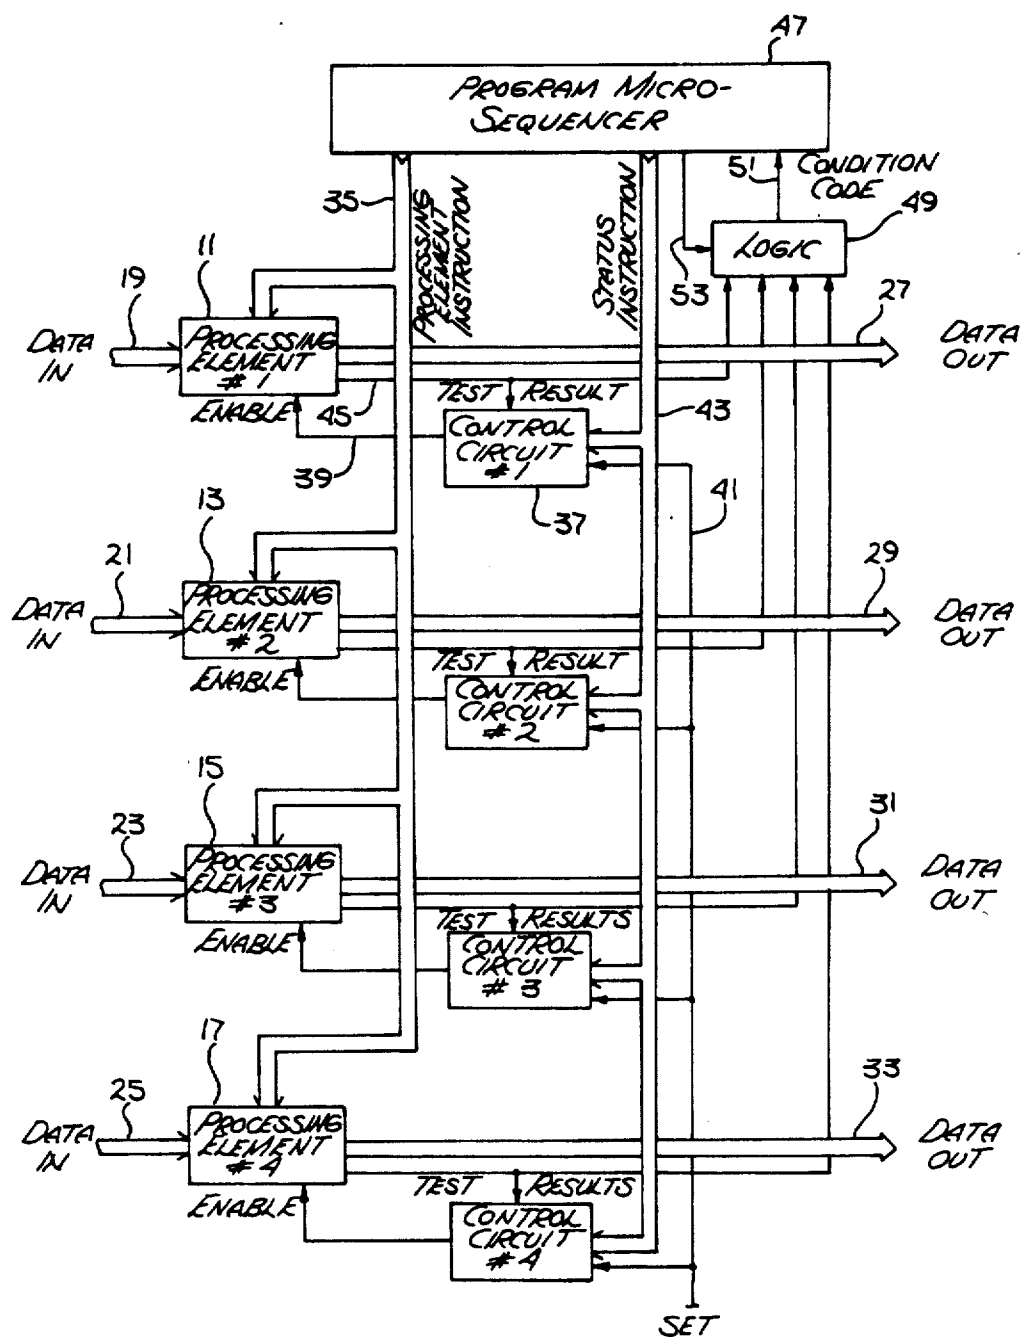 47
PROGRAM MICRO-
SEQUENCER
35
PROCESSING
ELEMENT
INSTRUCTION
STATUS
INSTRUCTION
53
51
CONDITION
CODE
49
LOGIC
11
19
DATA
IN
PROCESSING
ELEMENT
#1
27
DATA
OUT
ENABLE
45
TEST RESULT
43
39
CONTROL
CIRCUIT
#1
37
41
13
21
DATA
IN
PROCESSING
ELEMENT
#2
29
DATA
OUT
ENABLE
TEST RESULT
CONTROL
CIRCUIT
#2
15
23
DATA
IN
PROCESSING
ELEMENT
#3
31
DATA
OUT
ENABLE
TEST RESULTS
CONTROL
CIRCUIT
#3
17
25
DATA
IN
PROCESSING
ELEMENT
#4
33
DATA
OUT
ENABLE
TEST RESULTS
CONTROL
CIRCUIT
#4
SET